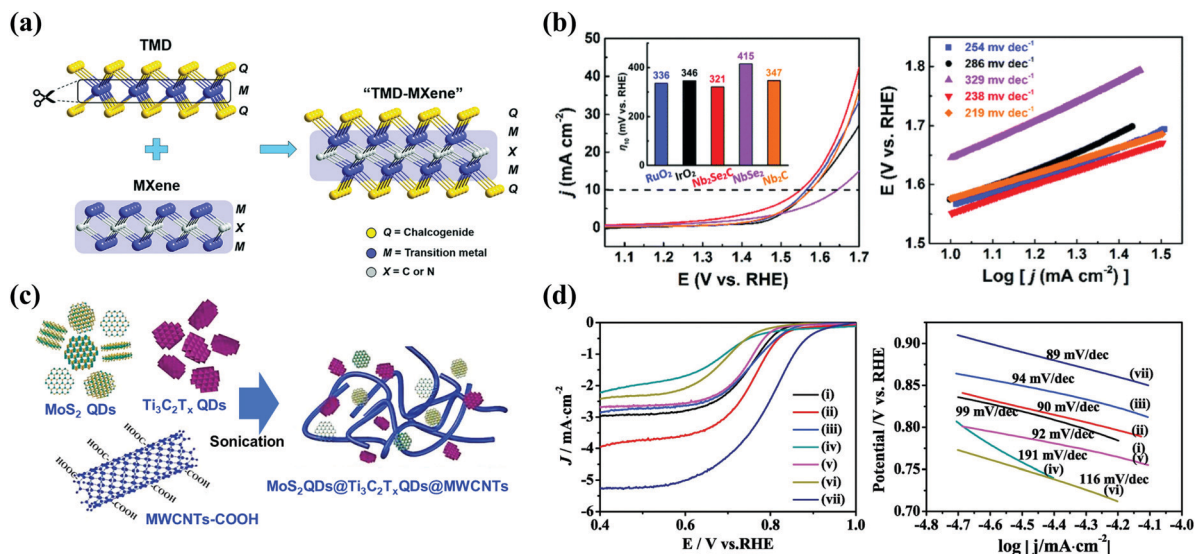 (a)
TMD
Q
M
Q
+
MXene
M
X
M
"TMD-MXene"
Q
M
X
M
Q
Q = Chalcogenide
M = Transition metal
X = C or N
(b)
j (mA cm⁻²)
50
40
30
20
10
0
1.1 1.2 1.3 1.4 1.5 1.6 1.7
E (V vs. RHE)
η₁₀ (mV vs. RHE)
400
200
0
336 346 321 415 347
RuO₂ IrO₂ Nb₂Se₂C NbSe₂ Nb₂C
E (V vs. RHE)
1.8
1.7
1.6
1.5
254 mv dec⁻¹
286 mv dec⁻¹
329 mv dec⁻¹
238 mv dec⁻¹
219 mv dec⁻¹
1.0 1.1 1.2 1.3 1.4 1.5
Log [ j (mA cm⁻²) ]
(c)
MoS₂ QDs
Ti₃C₂Tₓ QDs
HOOC
HOOC
HOOC
COOH
COOH
COOH
MWCNTs-COOH
Sonication
MoS₂QDs@Ti₃C₂TₓQDs@MWCNTs
(d)
J / mA·cm⁻²
0
-1
-2
-3
-4
-5
-6
0.4 0.6 0.8 1.0
E / V vs.RHE
(i)
(ii)
(iii)
(iv)
(v)
(vi)
(vii)
Potential /V vs.RHE
0.90
0.85
0.80
0.75
0.70
89 mV/dec (vii)
94 mV/dec (iii)
90 mV/dec (ii)
99 mV/dec (i)
92 mV/dec (v)
191 mV/dec (iv)
116 mV/dec (vi)
-4.8 -4.7 -4.6 -4.5 -4.4 -4.3 -4.2 -4.1 -4.0
log [ j/mA·cm⁻²]